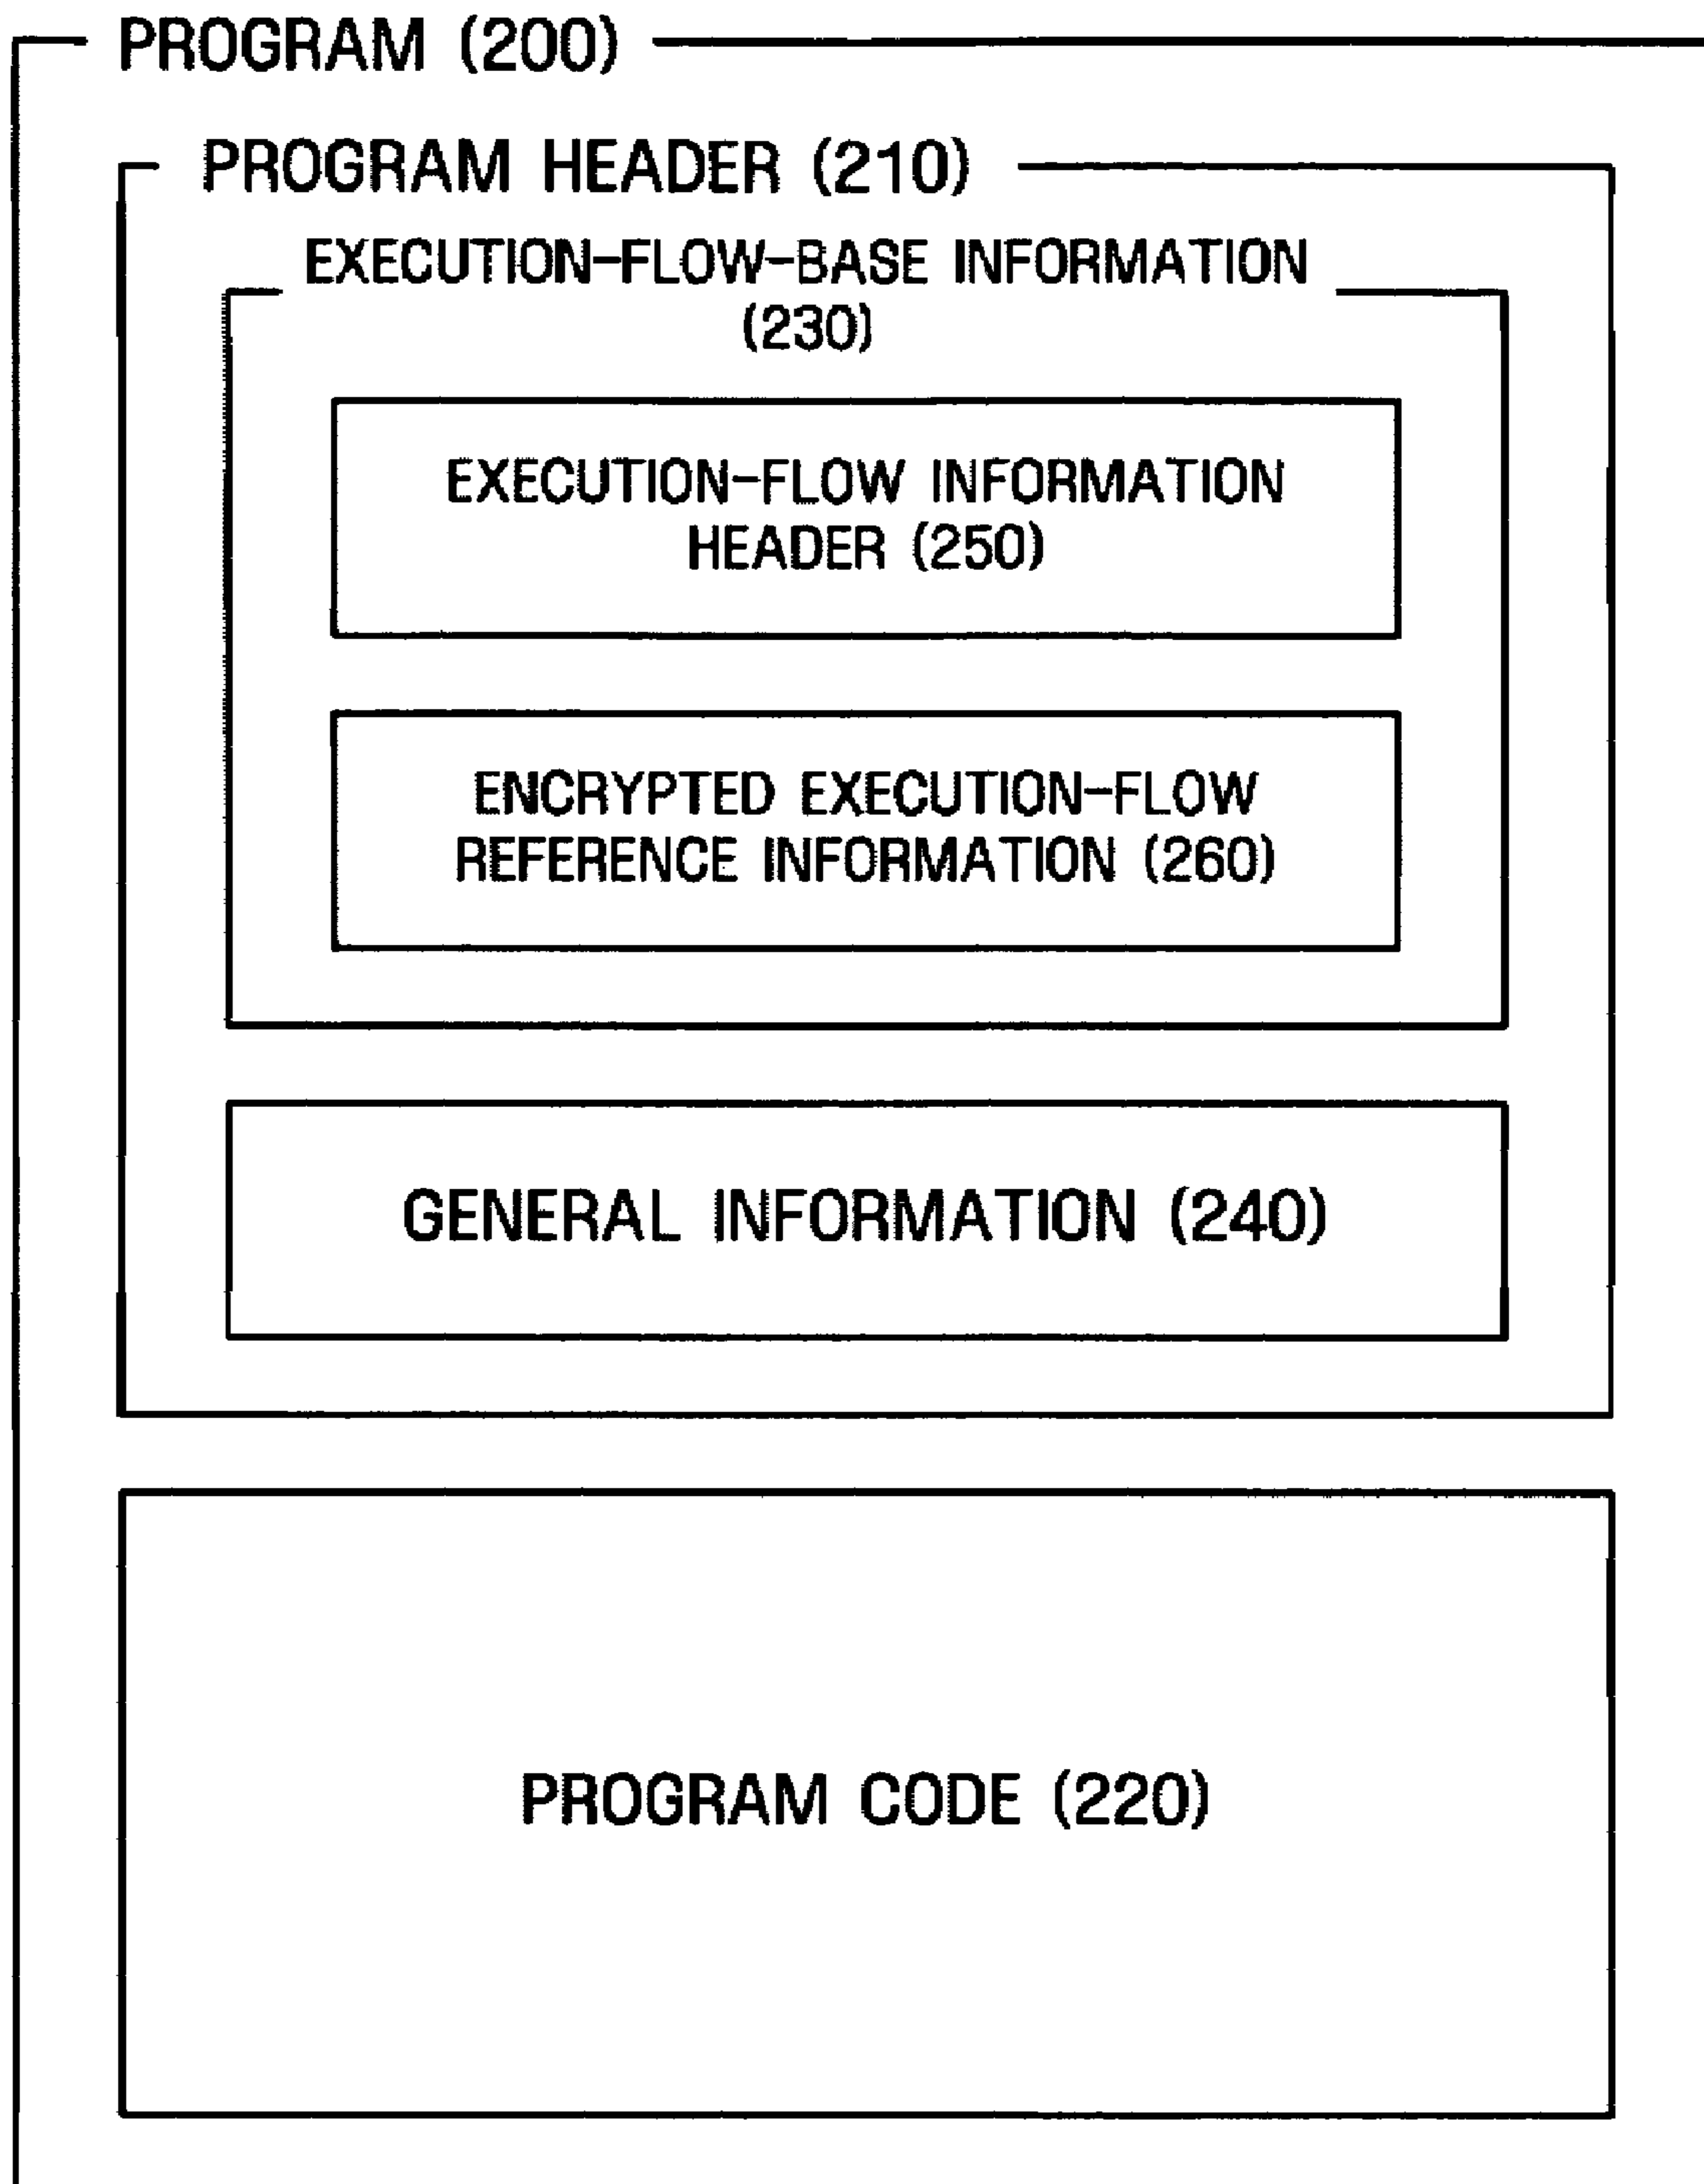 PROGRAM (200)
PROGRAM HEADER (210)
EXECUTION-FLOW-BASE INFORMATION
(230)
EXECUTION-FLOW INFORMATION
HEADER (250)
ENCRYPTED EXECUTION-FLOW
REFERENCE INFORMATION (260)
GENERAL INFORMATION (240)
PROGRAM CODE (220)